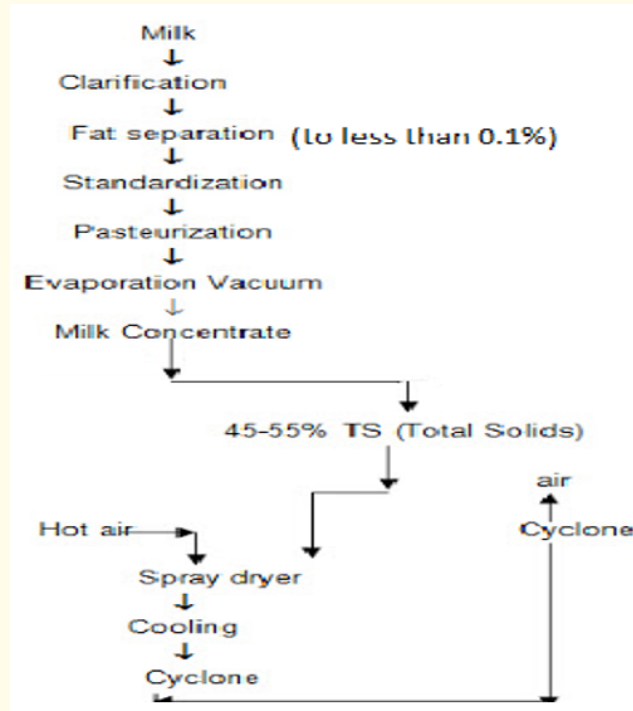 Milk
Clarification
Fat separation (to less than 0.1%)
Standardization
Pasteurization
Evaporation Vacuum
Milk Concentrate
45-55% TS (Total Solids)
air
Hot air
Cyclone
Spray dryer
Cooling
Cyclone